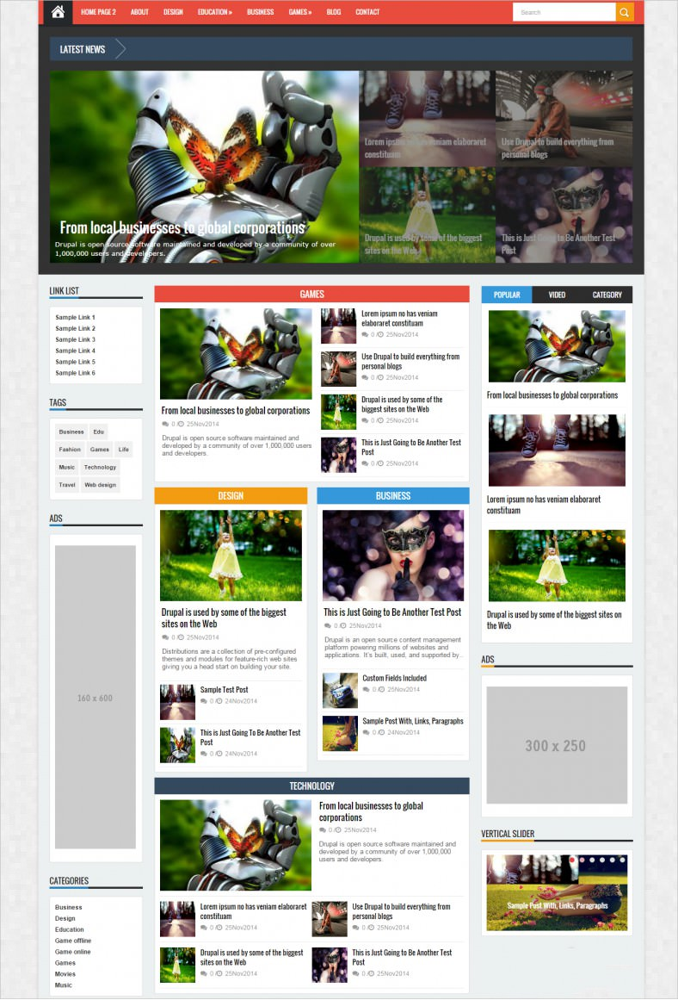 HOME PAGE 2 ABOUT DESIGN EDUCATION » BUSINESS GAMES » BLOG CONTACT Search
LATEST NEWS
From local businesses to global corporations
Drupal is open source software maintained and developed by a community of over
1,000,000 users and developers.
Lorem ipsum no has veniam elaboraret
constituam
Use Drupal to build everything from
personal blogs
Drupal is used by some of the biggest
sites on the Web
This is Just Going to Be Another Test
Post
LINK LIST
Sample Link 1
Sample Link 2
Sample Link 3
Sample Link 4
Sample Link 5
Sample Link 6
TAGS
Business Edu
Fashion Games Life
Music Technology
Travel Web design
ADS
160 x 600
CATEGORIES
Business
Design
Education
Game offline
Game online
Games
Movies
Music
GAMES
From local businesses to global corporations
0 / 25Nov2014
Drupal is open source software maintained and
developed by a community of over 1,000,000 users
and developers.
Lorem ipsum no has veniam
elaboraret constituam
0 / 25Nov2014
Use Drupal to build everything from
personal blogs
0 / 25Nov2014
Drupal is used by some of the
biggest sites on the Web
0 / 25Nov2014
This is Just Going to Be Another Test
Post
0 / 25Nov2014
DESIGN
Drupal is used by some of the biggest
sites on the Web
0 / 25Nov2014
Distributions are a collection of pre-configured
themes and modules for feature-rich web sites
giving you a head start on building your site.
Sample Test Post
0 / 24Nov2014
This is Just Going To Be Another Test
Post
0 / 24Nov2014
BUSINESS
This is Just Going to Be Another Test Post
0 / 25Nov2014
Drupal is an open source content management
platform powering millions of websites and
applications. It's built, used, and supported by..
Custom Fields Included
0 / 25Nov2014
Sample Post With, Links, Paragraphs
0 / 24Nov2014
TECHNOLOGY
From local businesses to global
corporations
0 / 25Nov2014
Drupal is open source software maintained and
developed by a community of over 1,000,000
users and developers.
Lorem ipsum no has veniam elaboraret
constituam
0 / 25Nov2014
Use Drupal to build everything from
personal blogs
0 / 25Nov2014
Drupal is used by some of the biggest
sites on the Web
0 / 25Nov2014
This is Just Going to Be Another Test
Post
0 / 25Nov2014
POPULAR VIDEO CATEGORY
From local businesses to global corporations
Lorem ipsum no has veniam elaboraret
constituam
Drupal is used by some of the biggest sites on
the Web
ADS
300 x 250
VERTICAL SLIDER
Sample Post With, Links, Paragraphs